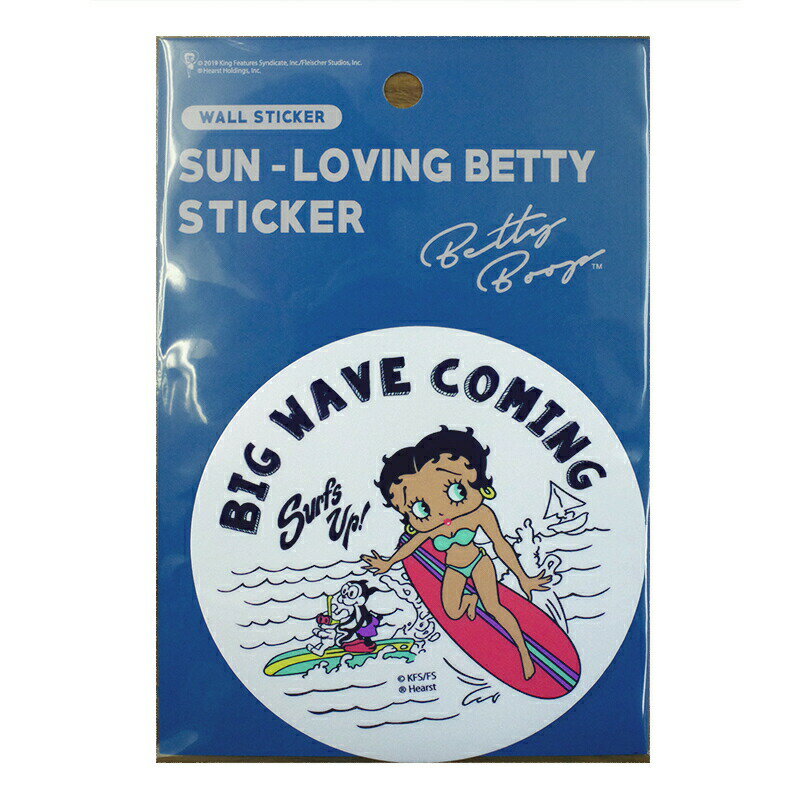 © 2019 King Features Syndicate, Inc./Fleischer Studios, Inc.
® Hearst Holdings, Inc.
WALL STICKER
SUN - LOVING BETTY
STICKER
Betty
Boop™
BIG WAVE COMING
Surf's
Up!
© KFS/FS
® Hearst